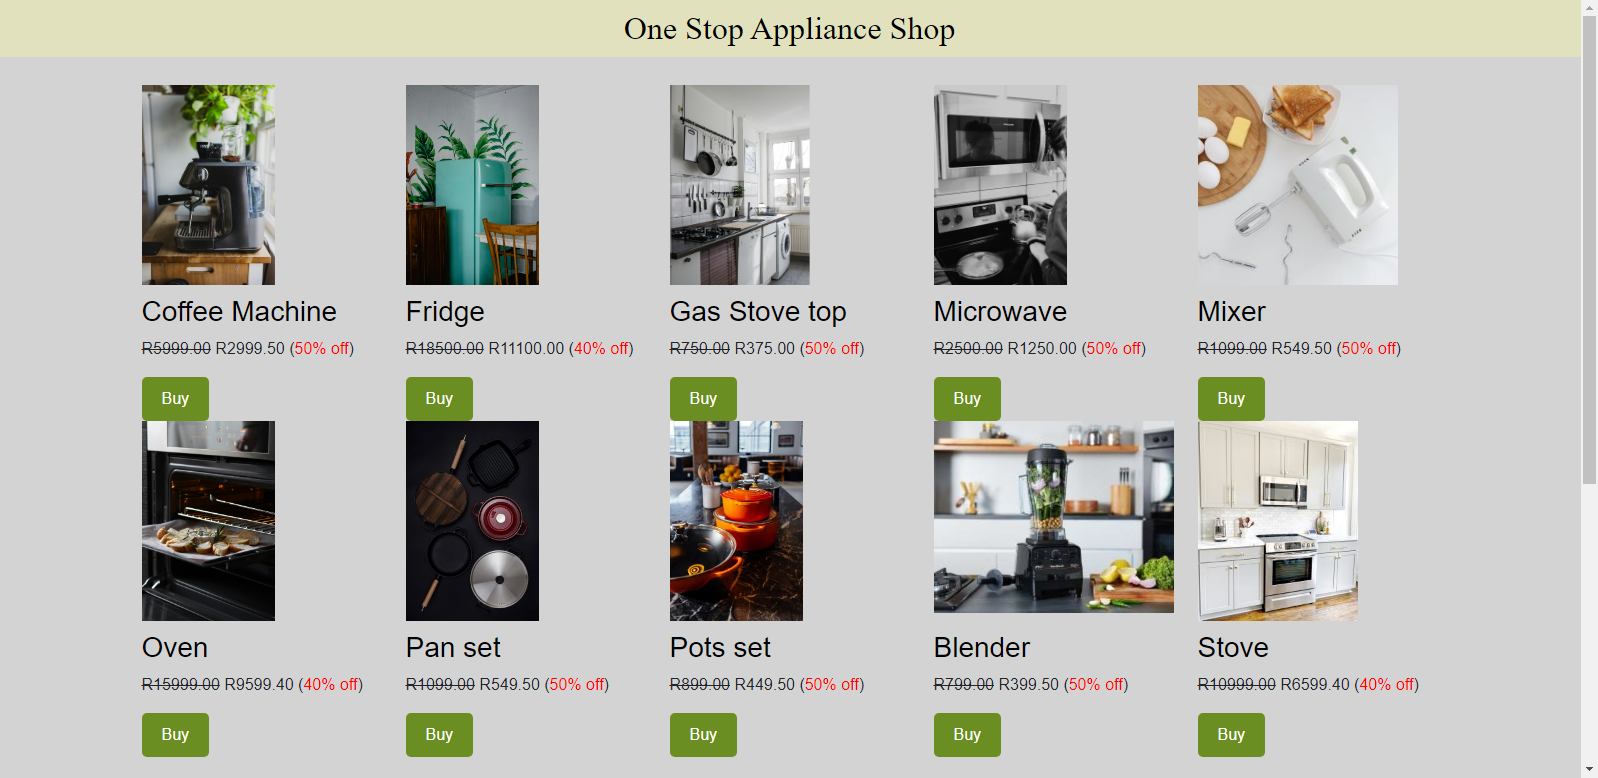 One Stop Appliance Shop
Coffee Machine
R5999.00 R2999.50 (50% off)
Buy
Fridge
R18500.00 R11100.00 (40% off)
Buy
Gas Stove top
R750.00 R375.00 (50% off)
Buy
Microwave
R2500.00 R1250.00 (50% off)
Buy
Mixer
R1099.00 R549.50 (50% off)
Buy
Oven
R15999.00 R9599.40 (40% off)
Buy
Pan set
R1099.00 R549.50 (50% off)
Buy
Pots set
R899.00 R449.50 (50% off)
Buy
Blender
R799.00 R399.50 (50% off)
Buy
Stove
R10999.00 R6599.40 (40% off)
Buy